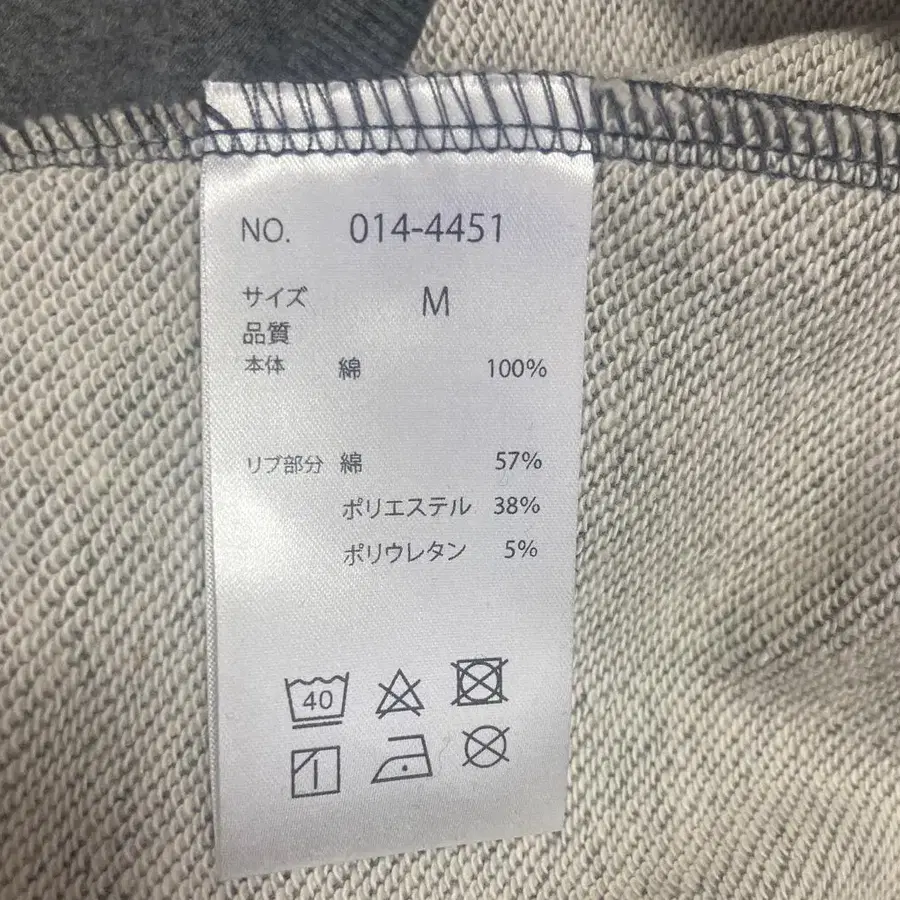 NO. 014-4451
サイズ M
品質
本体 綿 100%
リブ部分 綿 57%
ポリエステル 38%
ポリウレタン 5%
40